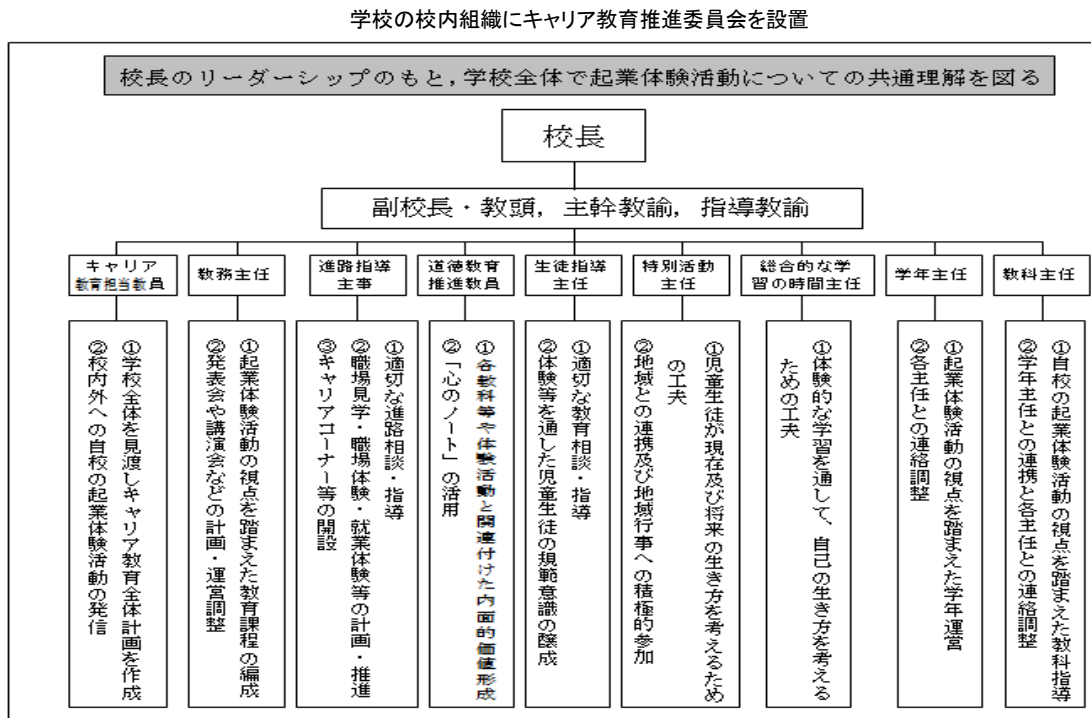 学校の校内組織にキャリア教育推進委員会を設置
校長のリーダーシップのもと,学校全体で起業体験活動についての共通理解を図る
校長
副校長・教頭,主幹教諭,指導教諭
キャリア
教育担当教員
①学校全体を見渡しキャリア教育全体計画を作成
②校内外への自校の起業体験活動の発信
教務主任
①起業体験活動の視点を踏まえた教育課程の編成
②発表会や講演会などの計画・運営調整
進路指導
主事
①適切な進路相談・指導
②職場見学・職場体験・就業体験等の計画・推進
③キャリアコーナー等の開設
道徳教育
推進教員
①各教科等や体験活動と関連付けた内面的価値形成
②「心のノート」の活用
生徒指導
主任
①適切な教育相談・指導
②体験等を通した児童生徒の規範意識の醸成
特別活動
主任
①児童生徒が現在及び将来の生き方を考えるため
の工夫
②地域との連携及び地域行事への積極的参加
総合的な学
習の時間主任
①体験的な学習を通して、自己の生き方を考える
ための工夫
学年主任
①起業体験活動の視点を踏まえた学年運営
②各主任との連絡調整
教科主任
①自校の起業体験活動の視点を踏まえた教科指導
②学年主任との連携と各主任との連絡調整